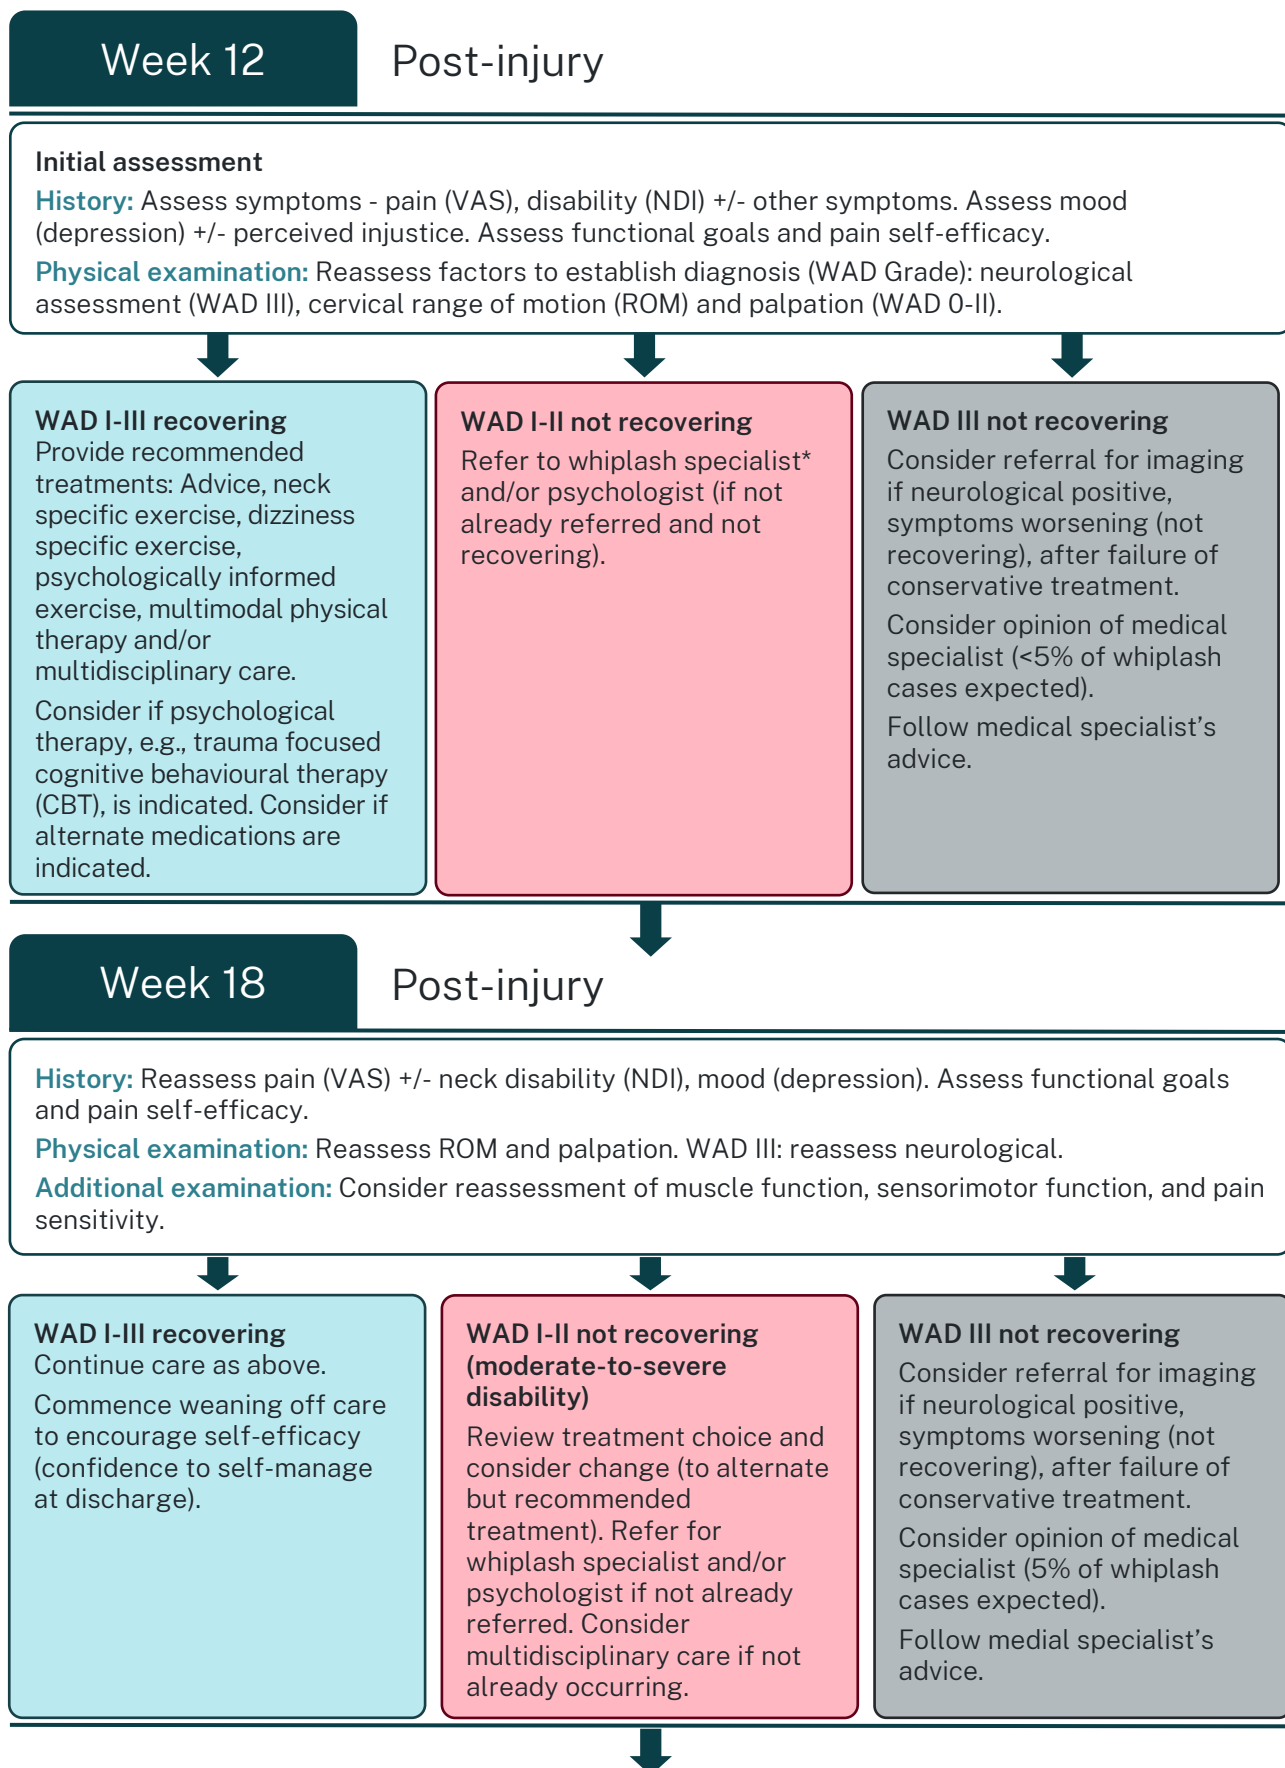 Week 12
Post-injury
Initial assessment
History: Assess symptoms - pain (VAS), disability (NDI) +/- other symptoms. Assess mood
(depression) +/- perceived injustice. Assess functional goals and pain self-efficacy.
Physical examination: Reassess factors to establish diagnosis (WAD Grade): neurological
assessment (WAD III), cervical range of motion (ROM) and palpation (WAD 0-II).
WAD I-III recovering
Provide recommended
treatments: Advice, neck
specific exercise, dizziness
specific exercise,
psychologically informed
exercise, multimodal physical
therapy and/or
multidisciplinary care.
Consider if psychological
therapy, e.g., trauma focused
cognitive behavioural therapy
(CBT), is indicated. Consider if
alternate medications are
indicated.
WAD I-II not recovering
Refer to whiplash specialist*
and/or psychologist (if not
already referred and not
recovering).
WAD III not recovering
Consider referral for imaging
if neurological positive,
symptoms worsening (not
recovering), after failure of
conservative treatment.
Consider opinion of medical
specialist (<5% of whiplash
cases expected).
Follow medical specialist’s
advice.
Week 18
Post-injury
History: Reassess pain (VAS) +/- neck disability (NDI), mood (depression). Assess functional goals
and pain self-efficacy.
Physical examination: Reassess ROM and palpation. WAD III: reassess neurological.
Additional examination: Consider reassessment of muscle function, sensorimotor function, and pain
sensitivity.
WAD I-III recovering
Continue care as above.
Commence weaning off care
to encourage self-efficacy
(confidence to self-manage
at discharge).
WAD I-II not recovering
(moderate-to-severe
disability)
Review treatment choice and
consider change (to alternate
but recommended
treatment). Refer for
whiplash specialist and/or
psychologist if not already
referred. Consider
multidisciplinary care if not
already occurring.
WAD III not recovering
Consider referral for imaging
if neurological positive,
symptoms worsening (not
recovering), after failure of
conservative treatment.
Consider opinion of medical
specialist (5% of whiplash
cases expected).
Follow medial specialist’s
advice.